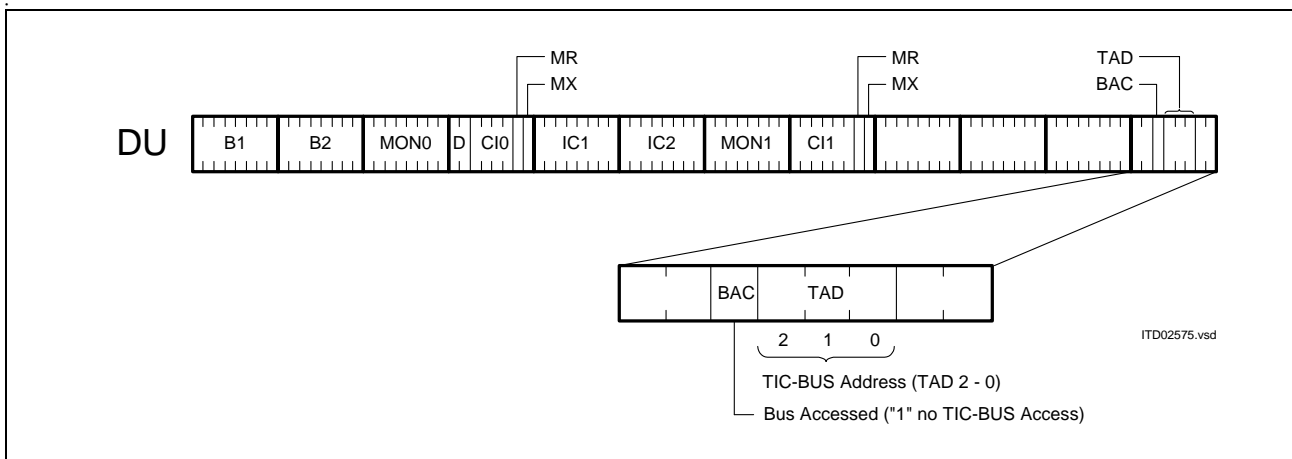 MR MR TAD
MX MX BAC
DU B1 B2 MON0 D CI0 IC1 IC2 MON1 CI1
BAC TAD
2 1 0
ITD02575.vsd
TIC-BUS Address (TAD 2 - 0)
Bus Accessed ("1" no TIC-BUS Access)